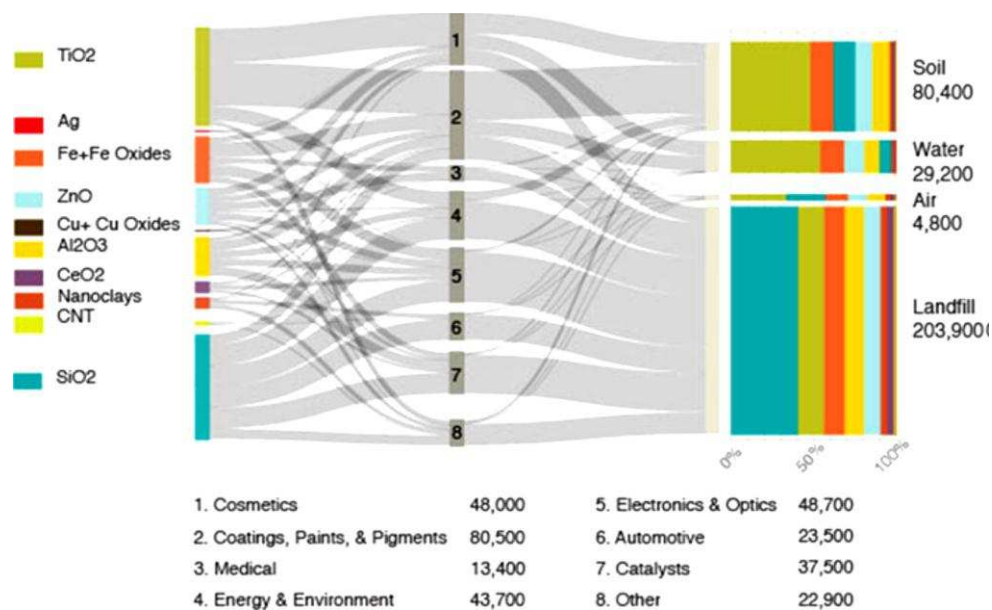 TiO2
Ag
Fe+Fe Oxides
ZnO
Cu+ Cu Oxides
Al2O3
CeO2
Nanoclays
CNT
SiO2
1
2
3
4
5
6
7
8
Soil
80,400
Water
29,200
Air
4,800
Landfill
203,900
0%
50%
100%
1. Cosmetics 48,000
2. Coatings, Paints, & Pigments 80,500
3. Medical 13,400
4. Energy & Environment 43,700
5. Electronics & Optics 48,700
6. Automotive 23,500
7. Catalysts 37,500
8. Other 22,900